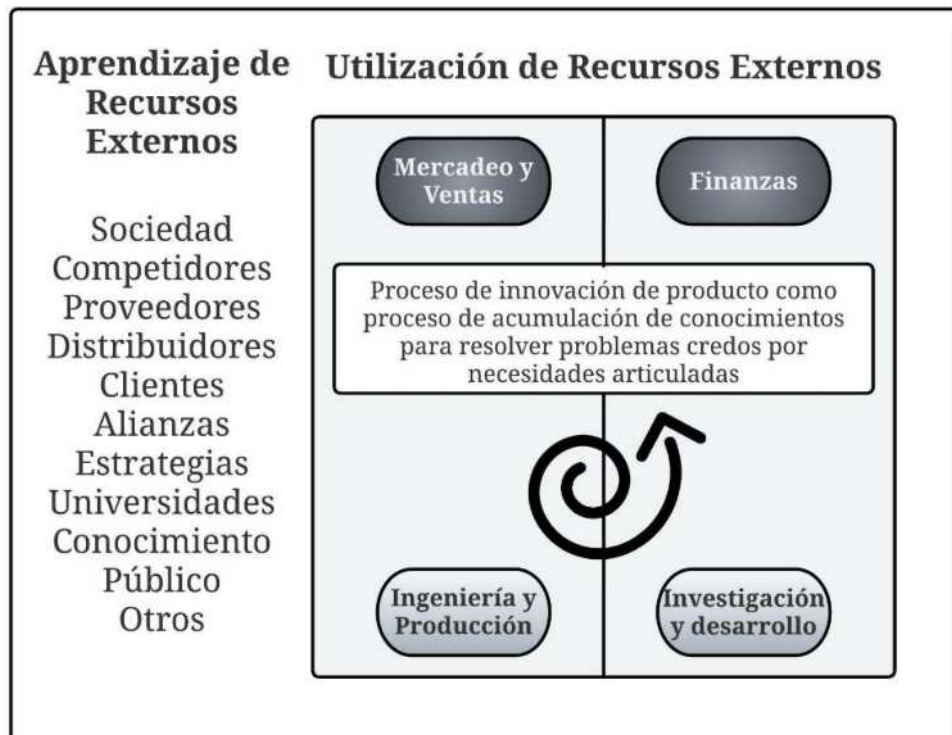 Aprendizaje de
Recursos
Externos
Sociedad
Competidores
Proveedores
Distribuidores
Clientes
Alianzas
Estrategias
Universidades
Conocimiento
Público
Otros
Utilización de Recursos Externos
Mercadeo y
Ventas
Finanzas
Proceso de innovación de producto como
proceso de acumulación de conocimientos
para resolver problemas credos por
necesidades articuladas
Ingeniería y
Producción
Investigación
y desarrollo